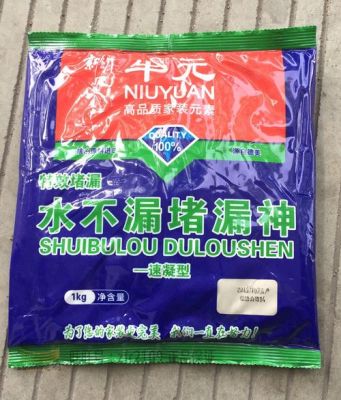 牛元
NIUYUAN
高品质家装元素
QUALITY
100%
特效堵漏
水不漏堵漏神
SHUIBULOU DULOUSHEN
—速凝型
1kg 净含量
为了您的家装更完美 我们一直在努力!